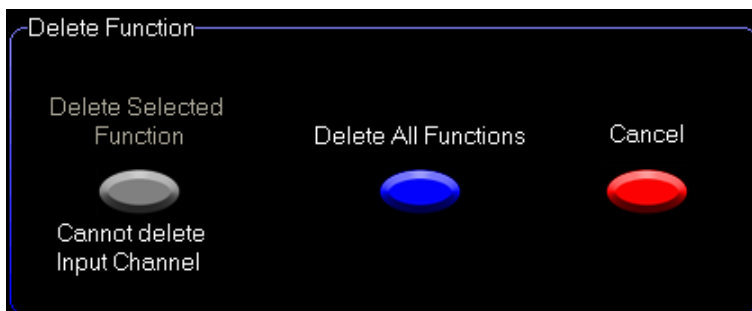 Delete Function
Delete Selected
Function
Delete All Functions
Cancel
Cannot delete
Input Channel